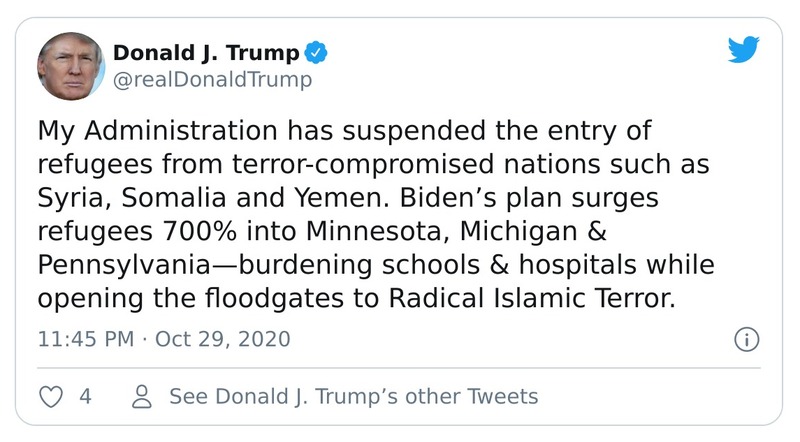 Donald J. Trump
@realDonaldTrump
My Administration has suspended the entry of
refugees from terror-compromised nations such as
Syria, Somalia and Yemen. Biden’s plan surges
refugees 700% into Minnesota, Michigan &
Pennsylvania—burdening schools & hospitals while
opening the floodgates to Radical Islamic Terror.
11:45 PM · Oct 29, 2020
4 See Donald J. Trump’s other Tweets